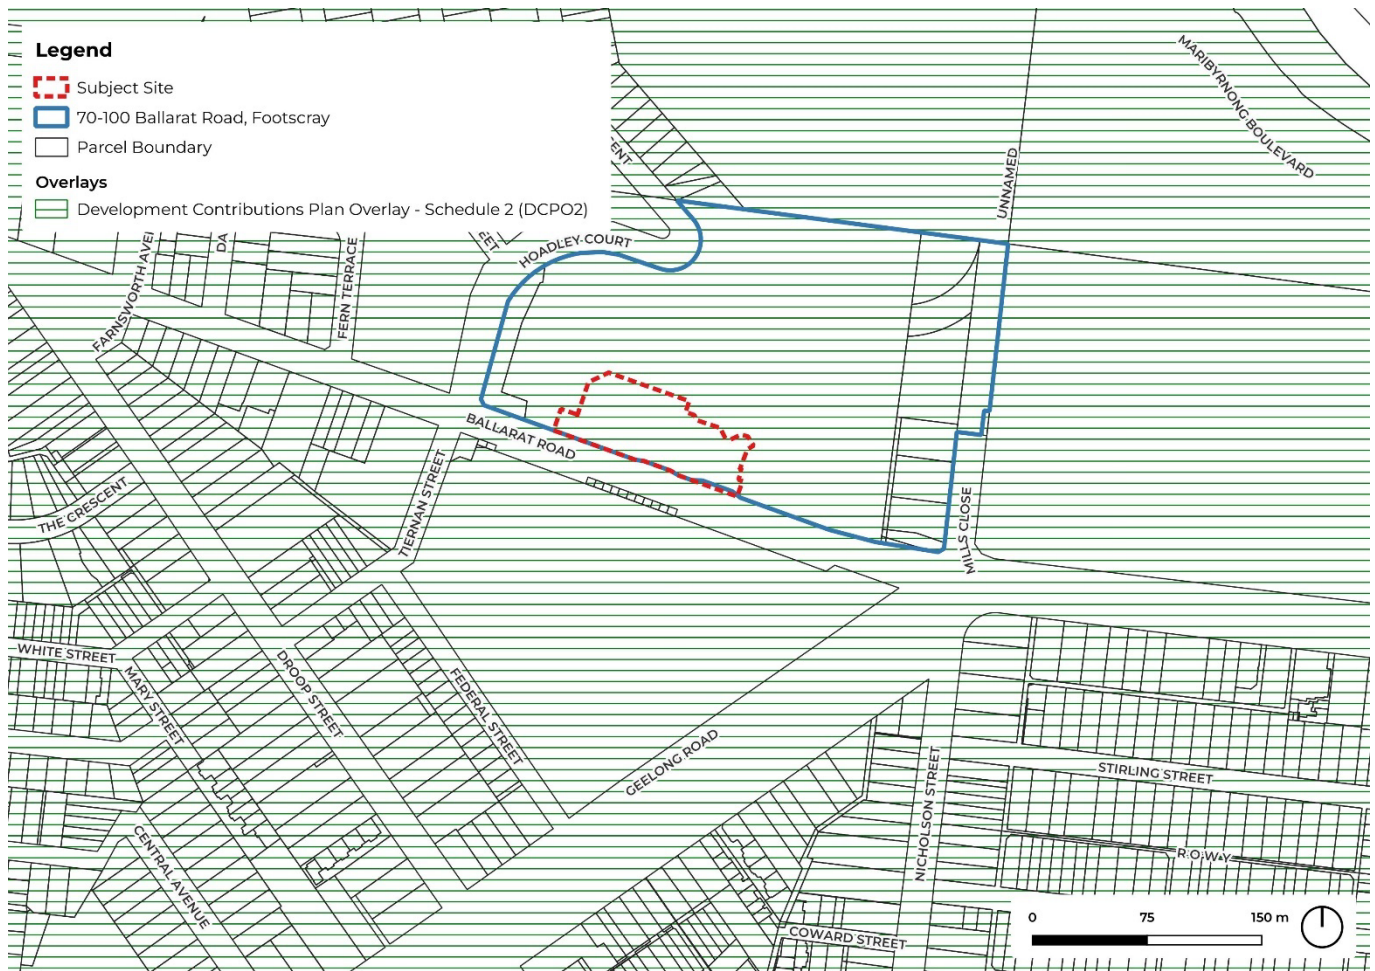 Legend
Subject Site
70-100 Ballarat Road, Footscray
Parcel Boundary
Overlays
Development Contributions Plan Overlay - Schedule 2 (DCPO2)
MARIBYRNONG BOULEVARD
UNNAMED
HOADLEY COURT
FARNSWORTH AVE
DA
FERN TERRACE
BALLARAT ROAD
TIERNAN STREET
THE CRESCENT
MILLS CLOSE
WHITE STREET
MARY STREET
DROOP STREET
FEDERAL STREET
GEELONG ROAD
NICHOLSON STREET
STIRLING STREET
R.O.W.Y
CENTRAL AVENUE
COWARD STREET
0 75 150 m